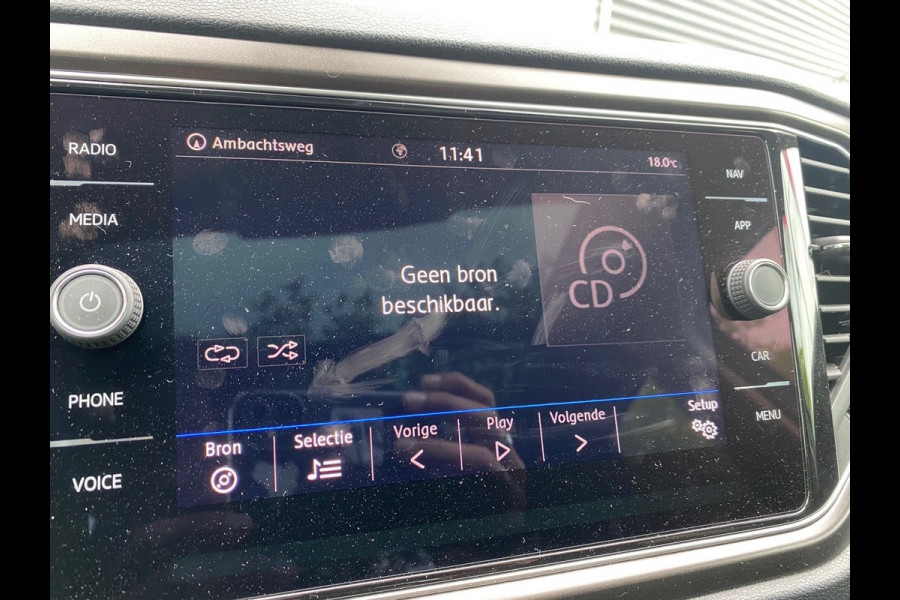 RADIO
MEDIA
PHONE
VOICE
Ambachtsweg
11:41
18.0°C
Geen bron
beschikbaar.
CD
Bron
Selectie
Vorige
Play
Volgende
Setup
NAV
APP
CAR
MENU